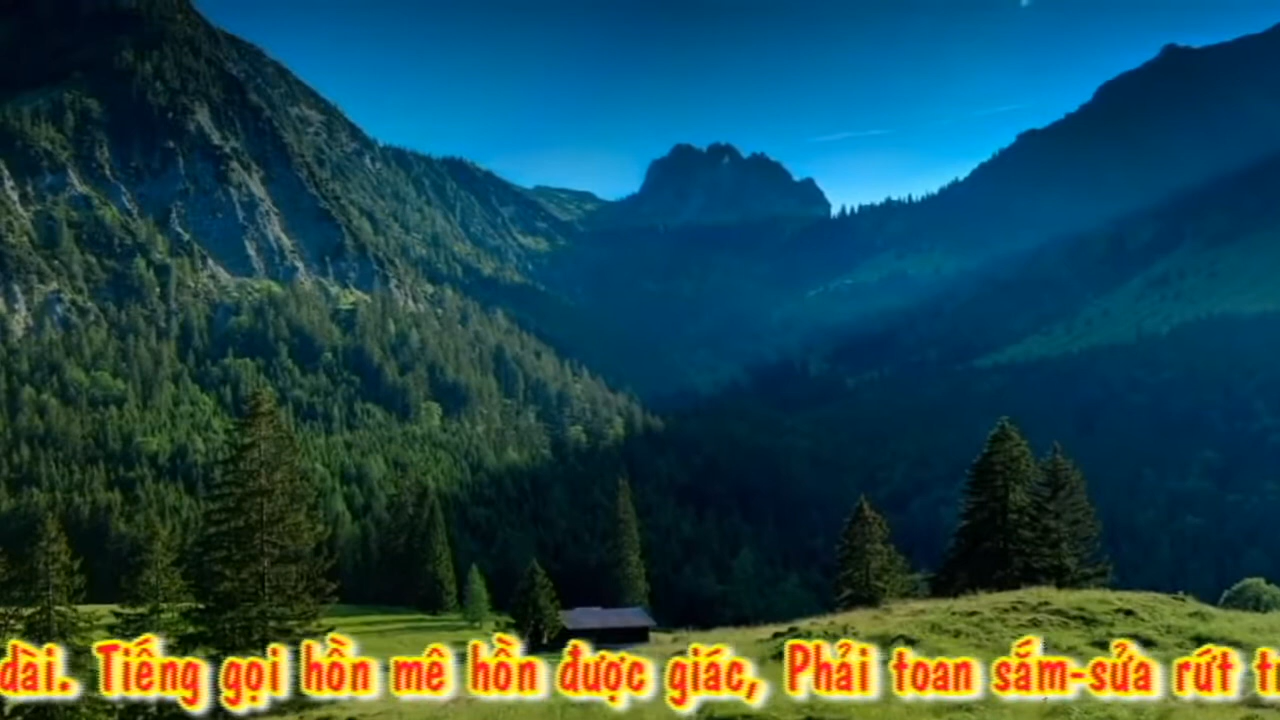 dài. Tiếng gọi hồn mê hồn được giác, Phải toan sắm-sửa rứt